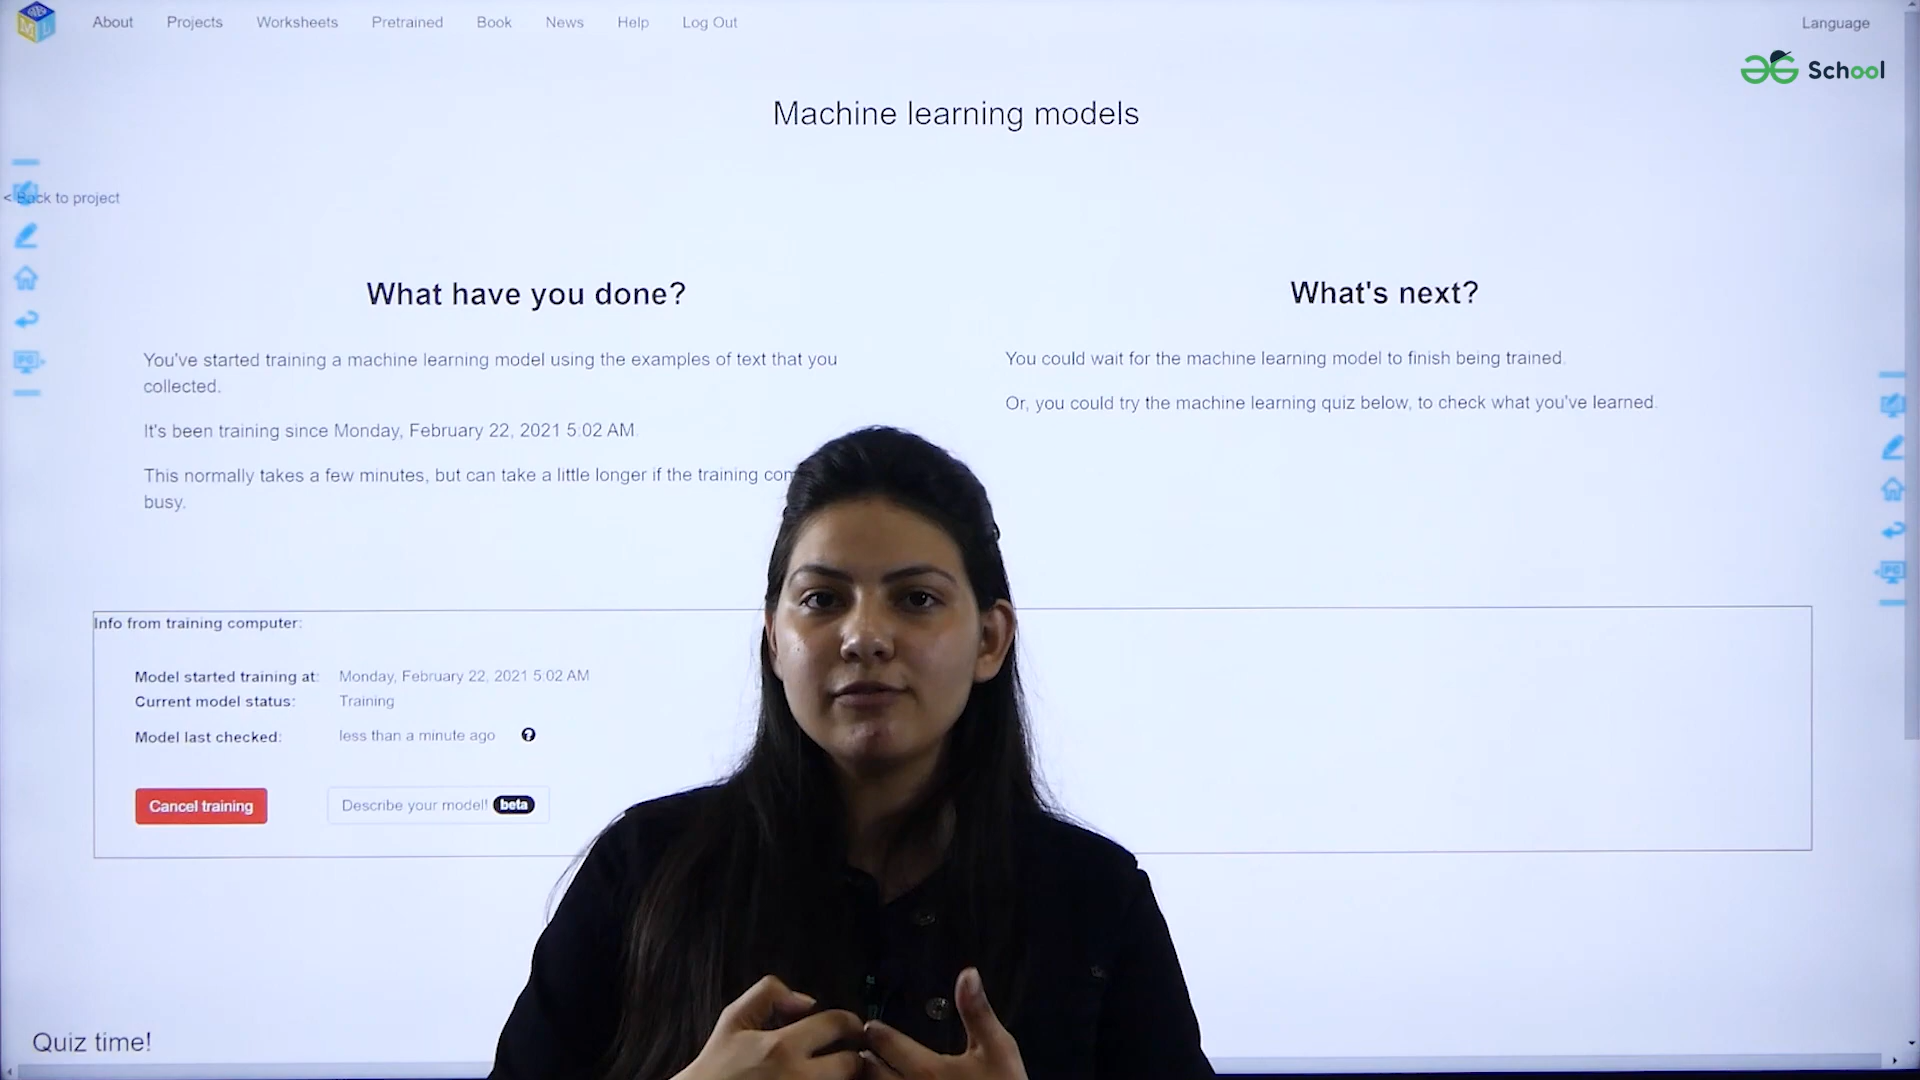 About Projects Worksheets Pretrained Book News Help Log Out Language
School
Machine learning models
< Back to project
What have you done?
You've started training a machine learning model using the examples of text that you
collected.
It's been training since Monday, February 22, 2021 5:02 AM.
This normally takes a few minutes, but can take a little longer if the training
busy.
What's next?
You could wait for the machine learning model to finish being trained.
Or, you could try the machine learning quiz below, to check what you've learned.
Info from training computer:
Model started training at: Monday, February 22, 2021 5:02 AM
Current model status: Training
Model last checked: less than a minute ago
Cancel training
Describe your model! beta
Quiz time!